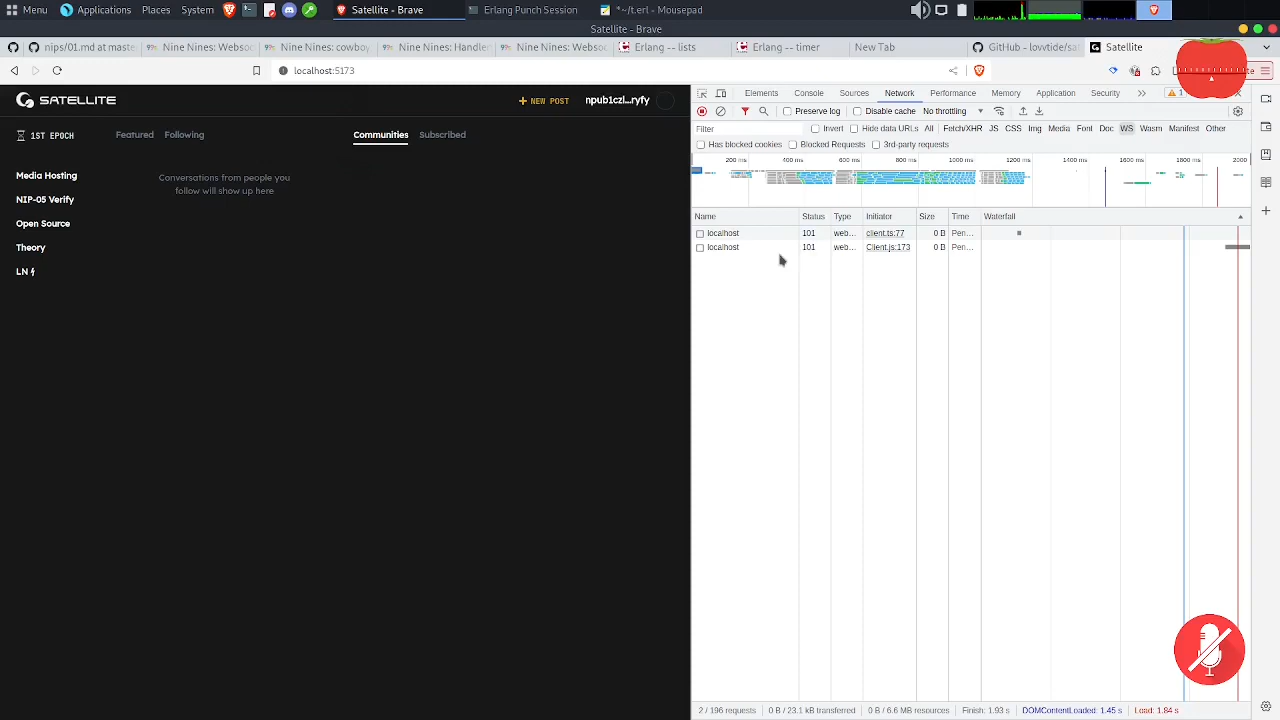 Menu Applications Places System Satellite - Brave Erlang Punch Session *~/t.erl - Mousepad
Satellite - Brave
nips/01.md at maste Nine Nines: Webso Nine Nines: cowboy Nine Nines: Handler Nine Nines: Webso Erlang -- lists Erlang -- timer New Tab GitHub - lovvtide/sat Satellite
localhost:5173
SATELLITE + NEW POST npub1czl...ryfy
1ST EPOCH Featured Following Communities Subscribed
Media Hosting
NIP-05 Verify
Open Source
Theory
LN
Conversations from people you
follow will show up here
Elements Console Sources Network Performance Memory Application Security 1
Preserve log Disable cache No throttling
Filter Invert Hide data URLs All Fetch/XHR JS CSS Img Media Font Doc WS Wasm Manifest Other
Has blocked cookies Blocked Requests 3rd-party requests
200 ms 400 ms 600 ms 800 ms 1000 ms 1200 ms 1400 ms 1600 ms 1800 ms 2000
Name Status Type Initiator Size Time Waterfall
localhost 101 web... client.ts:77 0 B Pen...
localhost 101 web... Client.js:173 0 B Pen...
2 / 196 requests 0 B / 23.1 kB transferred 0 B / 6.6 MB resources Finish: 1.93 s DOMContentLoaded: 1.45 s Load: 1.84 s